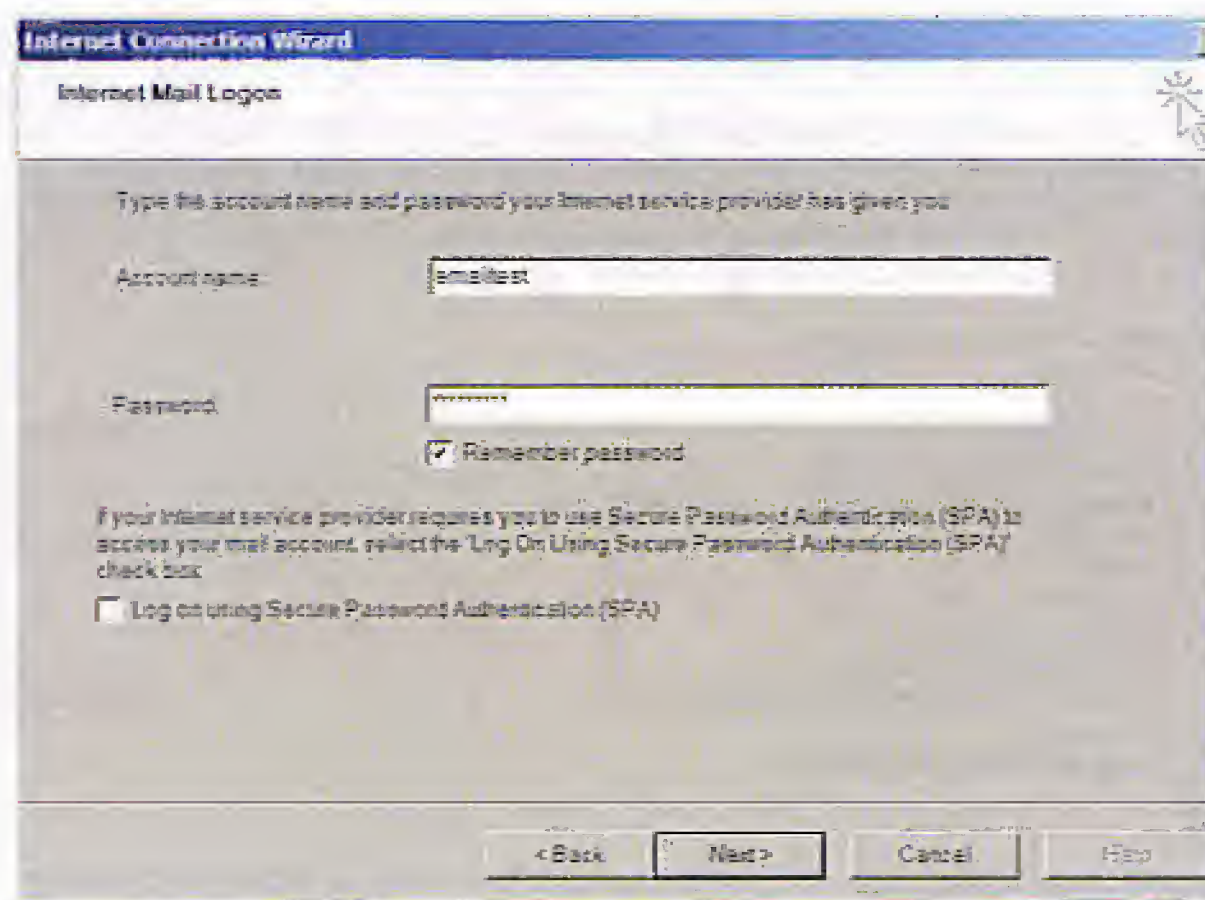 Internet Connection Wizard
Internet Mail Logon
Type the account name and password your Internet service provider has given you
Account name:
emailtest
Password:
********
Remember password
If your Internet service provider requires you to use Secure Password Authentication (SPA) to
access your mail account, select the 'Log On Using Secure Password Authentication (SPA)'
check box.
Log on using Secure Password Authentication (SPA)
< Back
Next >
Cancel
Help